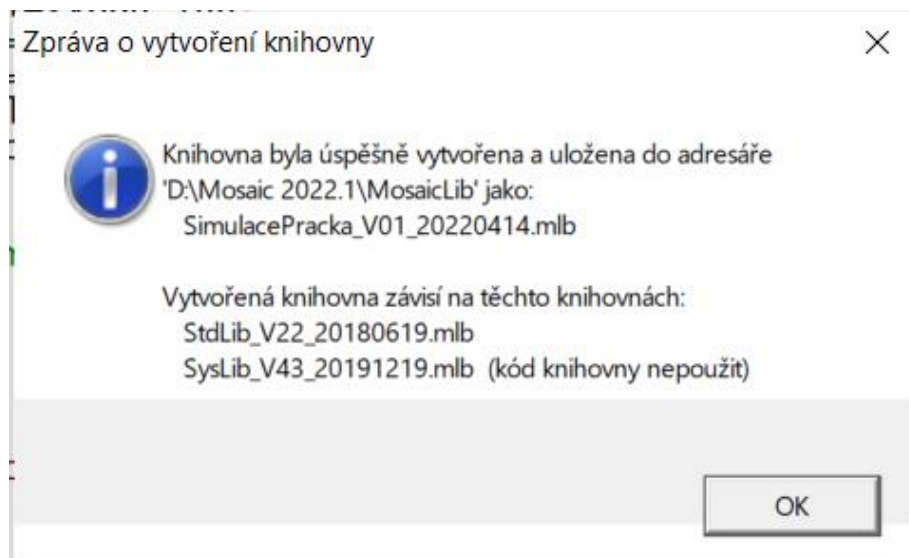 Zpráva o vytvoření knihovny
Knihovna byla úspěšně vytvořena a uložena do adresáře
'D:\Mosaic 2022.1\MosaicLib' jako:
SimulacePracka_V01_20220414.mlb
Vytvořená knihovna závisí na těchto knihovnách:
StdLib_V22_20180619.mlb
SysLib_V43_20191219.mlb (kód knihovny nepoužit)
OK